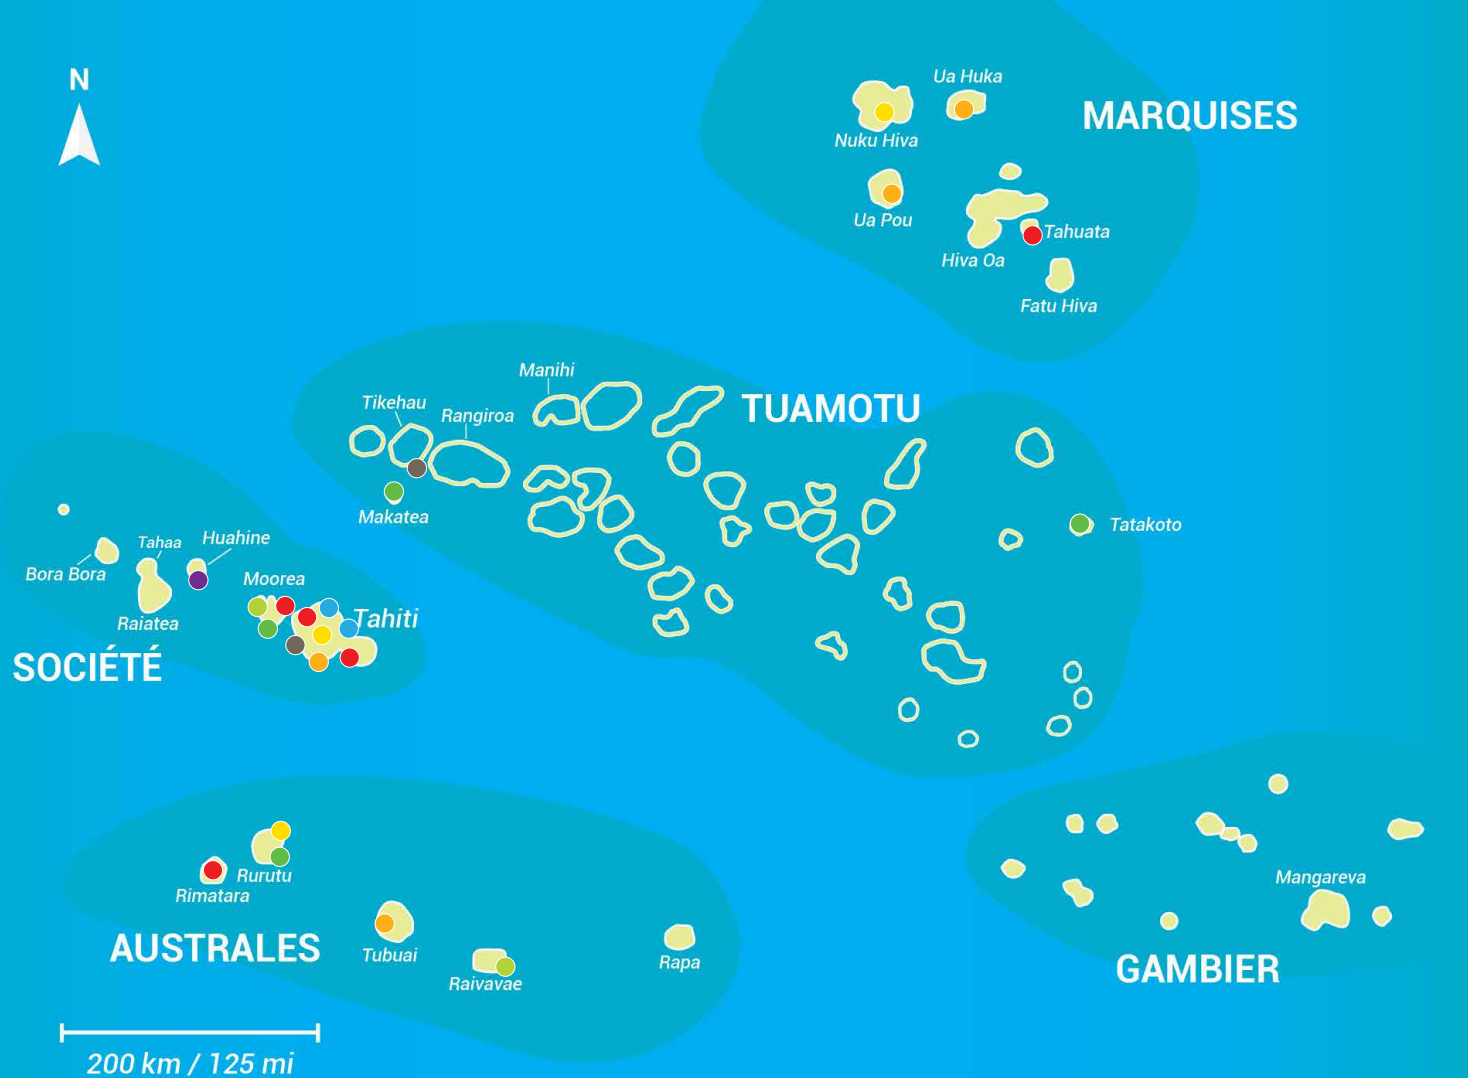 N
Ua Huka
MARQUISES
Nuku Hiva
Ua Pou
Tahuata
Hiva Oa
Fatu Hiva
Manihi
Tikehau
Rangiroa
TUAMOTU
Makatea
Tatakoto
Huahine
Tahaa
Bora Bora
Moorea
Raiatea
Tahiti
SOCIÉTÉ
Rurutu
Rimatara
Mangareva
AUSTRALES
Tubuai
Raivavae
Rapa
GAMBIER
200 km / 125 mi